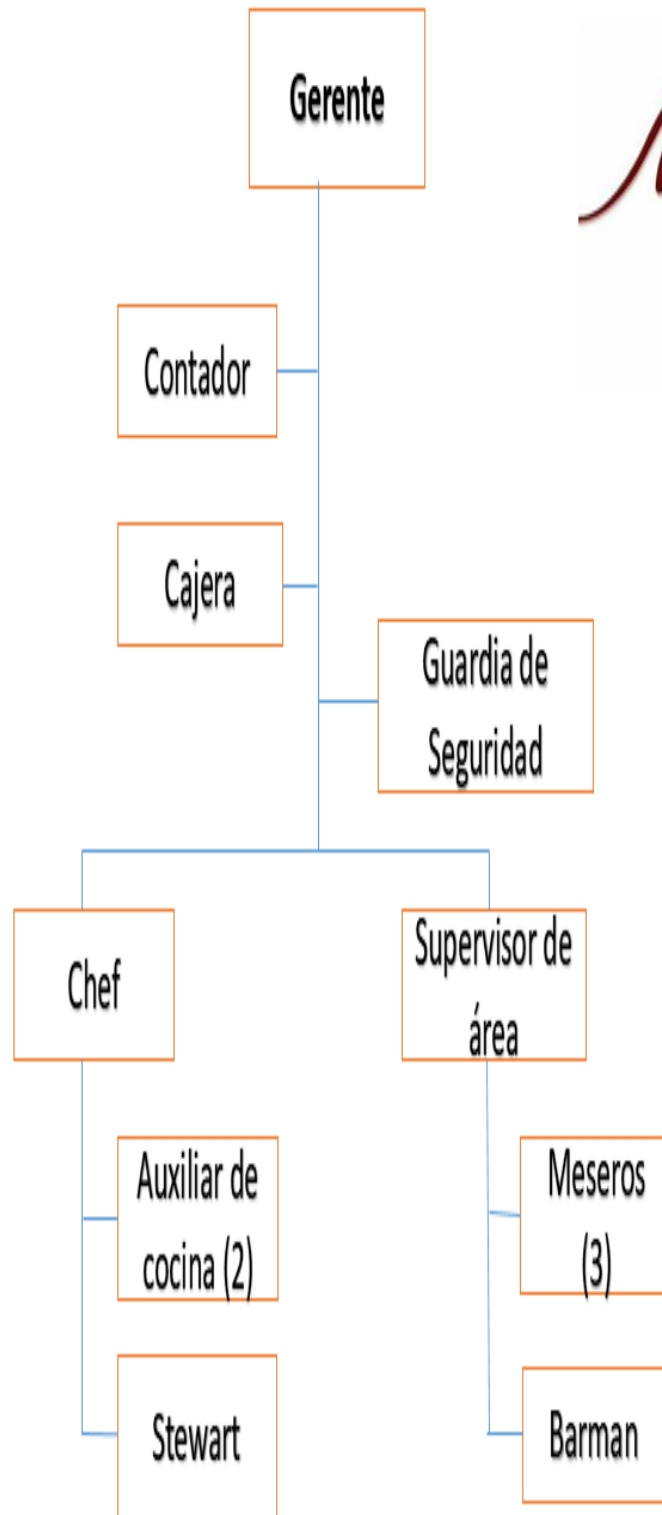 Gerente
Contador
Cajera
Guardia de
Seguridad
Chef
Supervisor de
área
Auxiliar de
cocina (2)
Meseros
(3)
Stewart
Barman